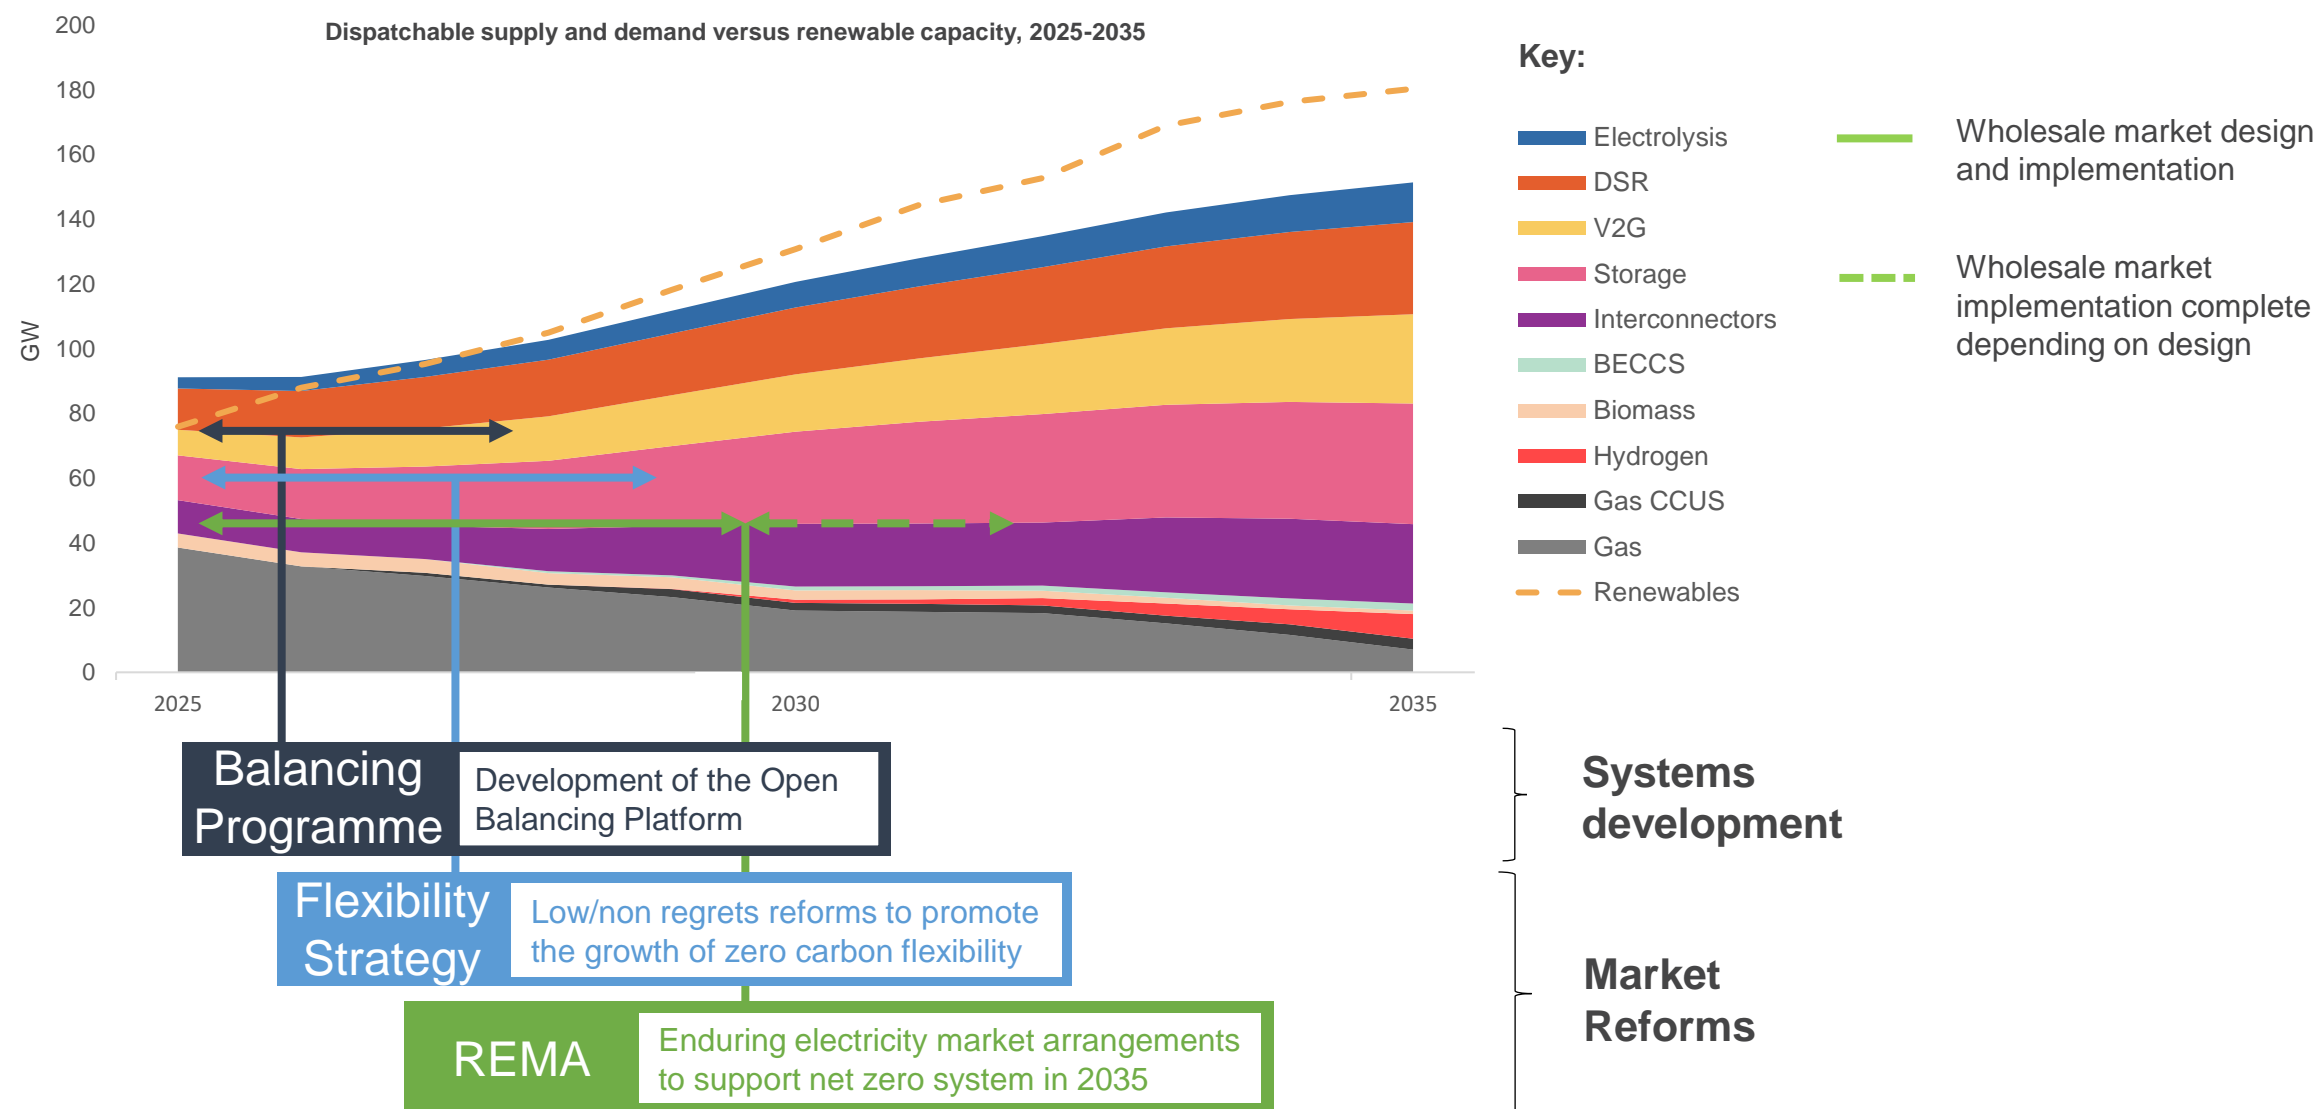 Dispatchable supply and demand versus renewable capacity, 2025-2035
GW
200
180
160
140
120
100
80
60
40
20
0
2025
2030
2035
Key:
Electrolysis
DSR
V2G
Storage
Interconnectors
BECCS
Biomass
Hydrogen
Gas CCUS
Gas
Renewables
Wholesale market design
and implementation
Wholesale market
implementation complete
depending on design
Balancing
Programme
Development of the Open
Balancing Platform
Systems
development
Flexibility
Strategy
Low/non regrets reforms to promote
the growth of zero carbon flexibility
Market
Reforms
REMA
Enduring electricity market arrangements
to support net zero system in 2035